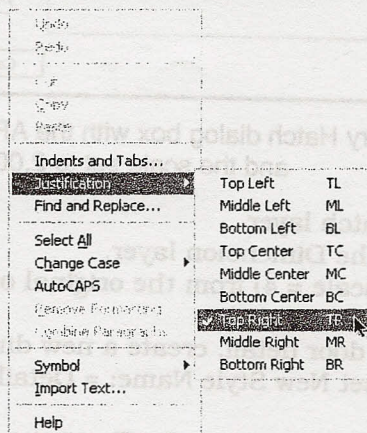 Undo
Redo
Cut
Copy
Paste
Indents and Tabs...
Justification
Find and Replace...
Select All
Change Case
AutoCAPS
Remove Formatting
Combine Paragraphs
Symbol
Import Text...
Help
Top Left TL
Middle Left ML
Bottom Left BL
Top Center TC
Middle Center MC
Bottom Center BC
Top Right TR
Middle Right MR
Bottom Right BR